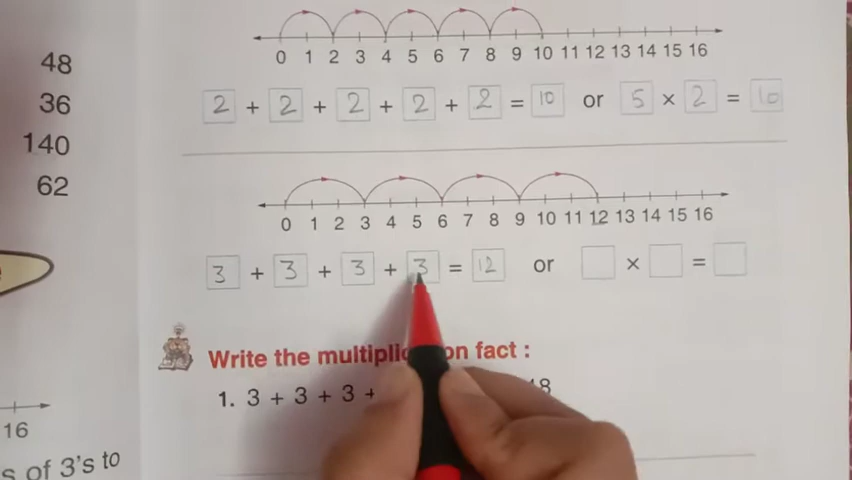 48
36
140
62
0 1 2 3 4 5 6 7 8 9 10 11 12 13 14 15 16
2 + 2 + 2 + 2 + 2 = 10 or 5 × 2 = 10
0 1 2 3 4 5 6 7 8 9 10 11 12 13 14 15 16
3 + 3 + 3 + 3 = 12 or × =
Write the multiplic on fact :
1. 3 + 3 + 3 + 18
16
s of 3's to